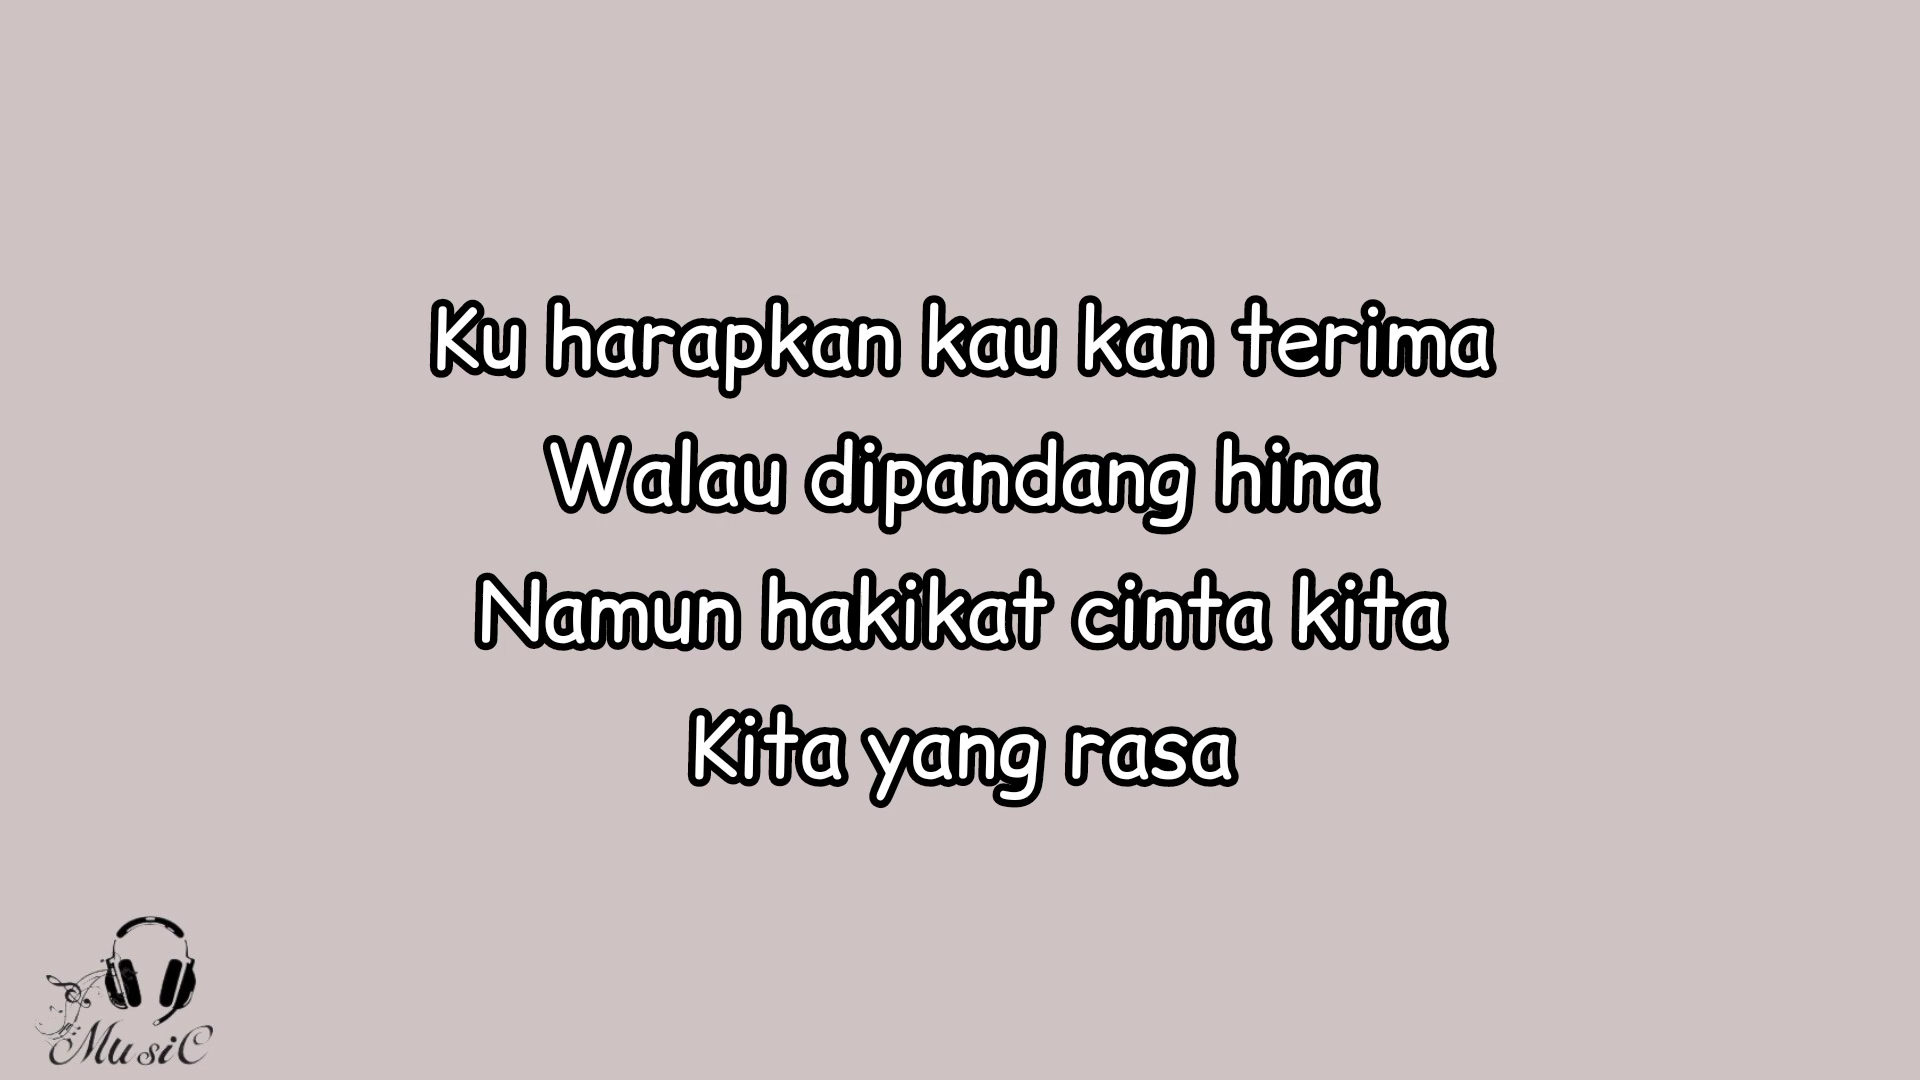 Ku harapkan kau kan terima
Walau dipandang hina
Namun hakikat cinta kita
Kita yang rasa
MusiC